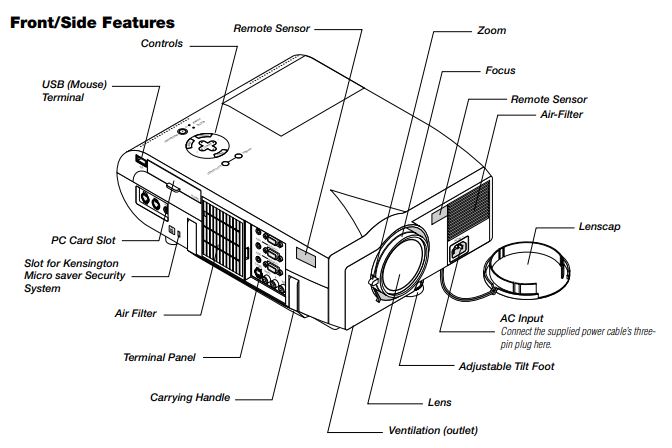 Front/Side Features
Remote Sensor
Controls
Zoom
USB (Mouse)
Terminal
Focus
Remote Sensor
Air-Filter
Lenscap
PC Card Slot
Slot for Kensington
Micro saver Security
System
Air Filter
AC Input
Connect the supplied power cable's three-
pin plug here.
Terminal Panel
Adjustable Tilt Foot
Carrying Handle
Lens
Ventilation (outlet)